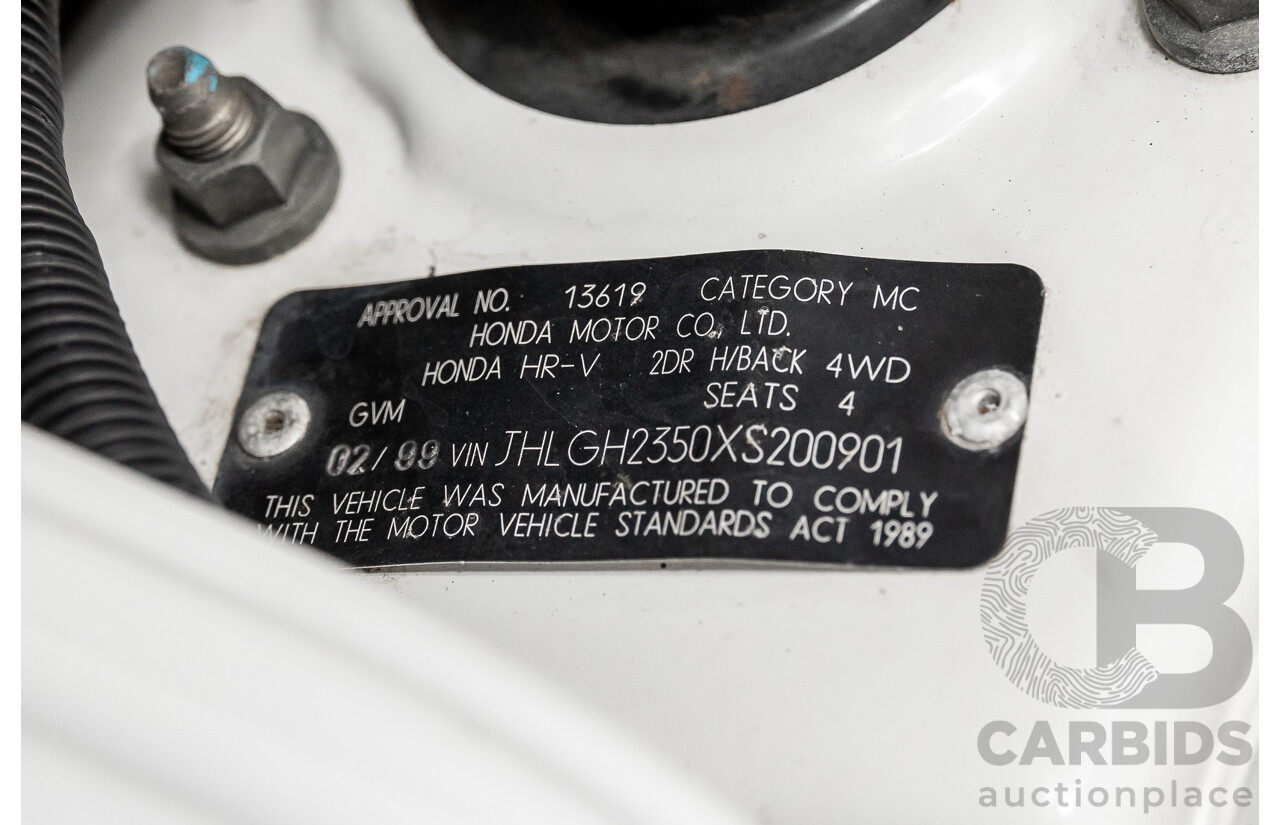 APPROVAL NO. 13619 CATEGORY MC
HONDA MOTOR CO., LTD.
HONDA HR-V 2DR H/BACK 4WD
GVM SEATS 4
02/99 VIN JHLGH2350XS200901
THIS VEHICLE WAS MANUFACTURED TO COMPLY
WITH THE MOTOR VEHICLE STANDARDS ACT 1989
CB
CARBIDS
auctionplace